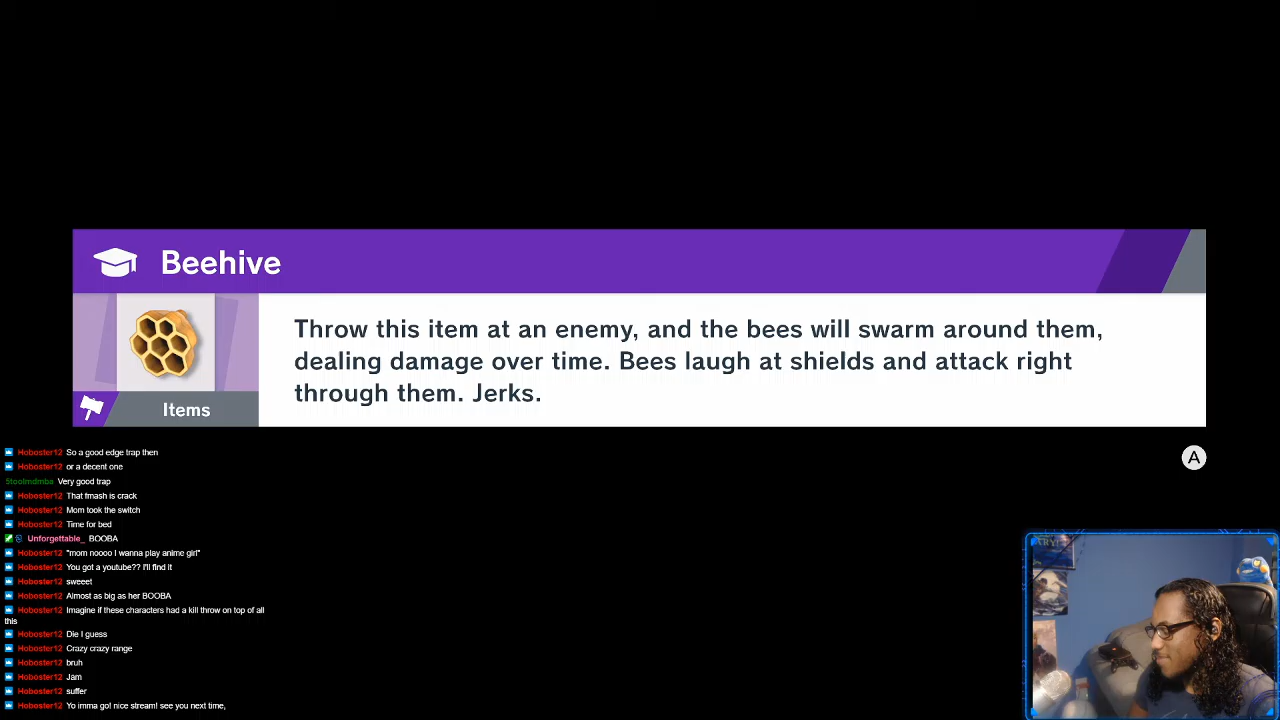 Beehive
Throw this item at an enemy, and the bees will swarm around them,
dealing damage over time. Bees laugh at shields and attack right
through them. Jerks.
Items
A
Hoboster12 So a good edge trap then
Hoboster12 or a decent one
5toolmdmba Very good trap
Hoboster12 That fmash is crack
Hoboster12 Mom took the switch
Hoboster12 Time for bed
Unforgettable_ BOOBA
Hoboster12 "mom noooo I wanna play anime girl"
Hoboster12 You got a youtube?? I'll find it
Hoboster12 sweeet
Hoboster12 Almost as big as her BOOBA
Hoboster12 Imagine if these characters had a kill throw on top of all
this
Hoboster12 Die I guess
Hoboster12 Crazy crazy range
Hoboster12 bruh
Hoboster12 Jam
Hoboster12 suffer
Hoboster12 Yo imma go! nice stream! see you next time,